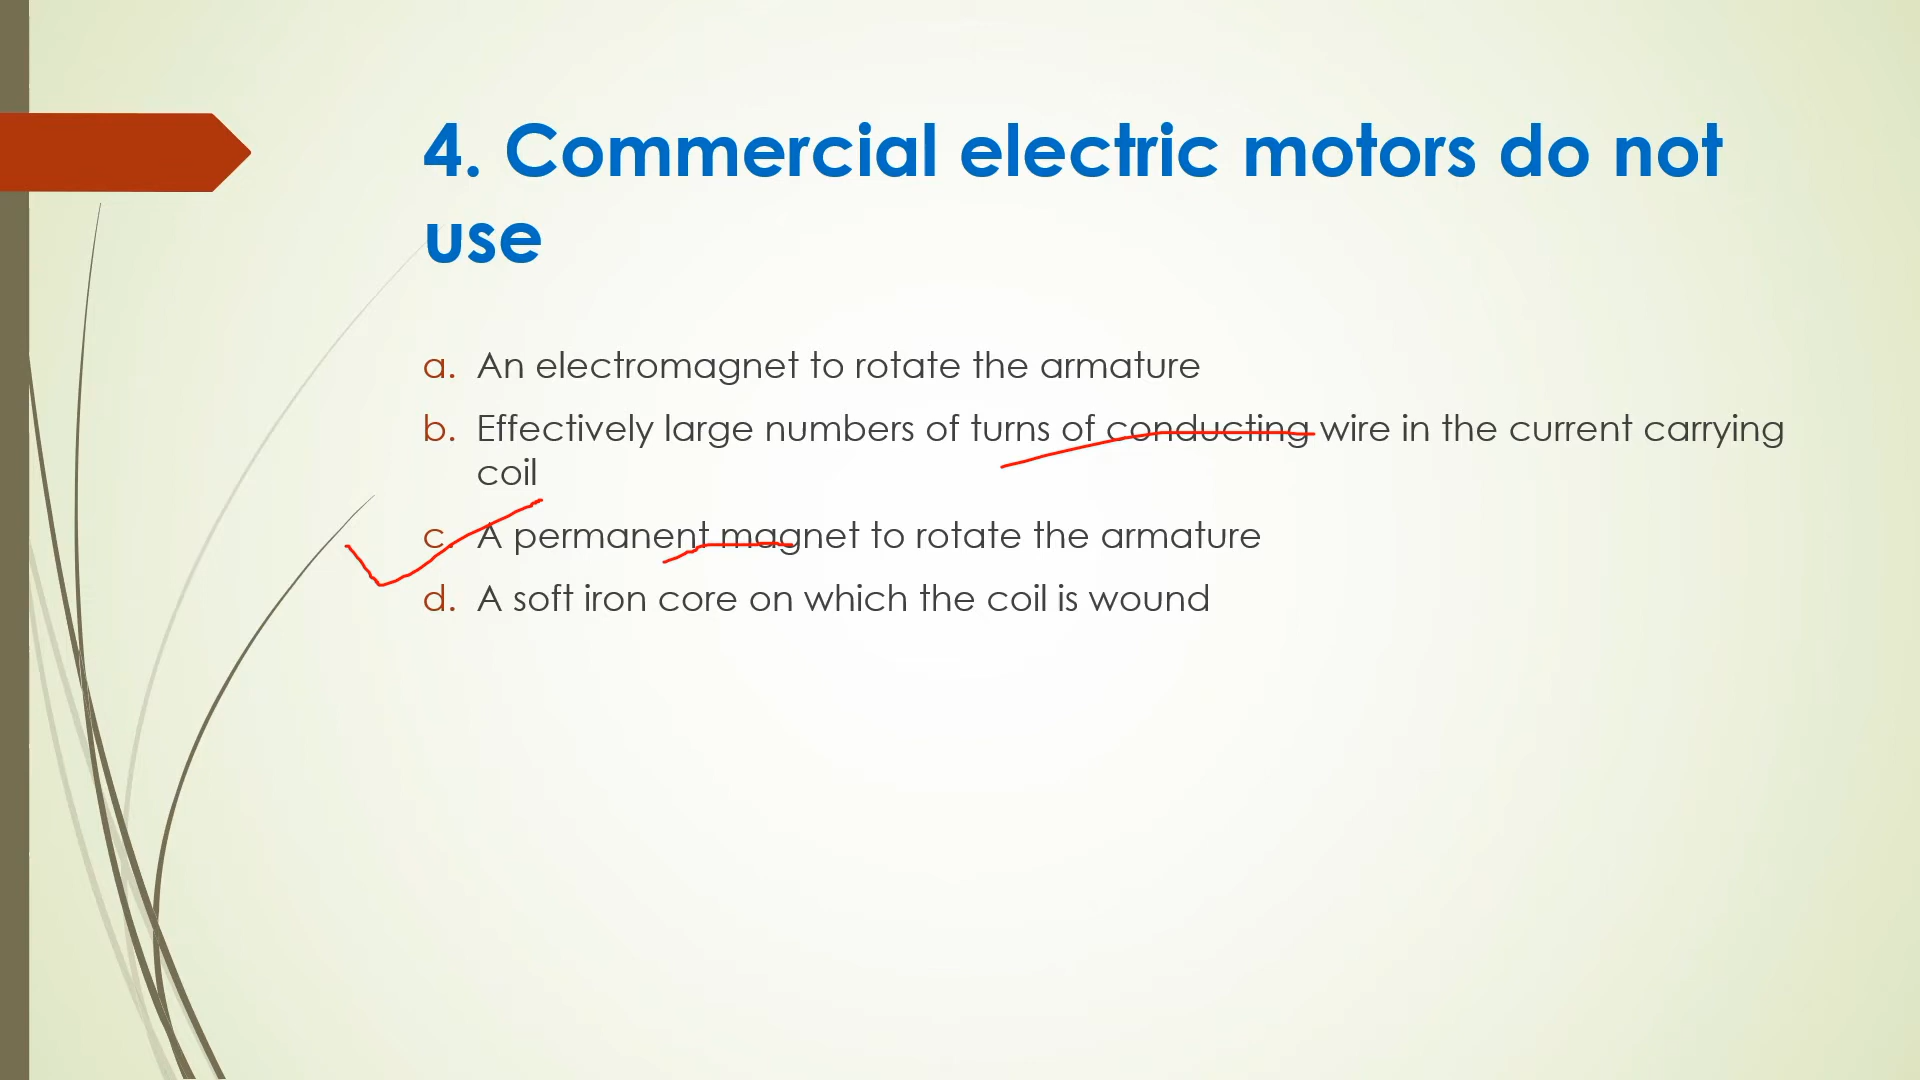 4. Commercial electric motors do not
use
a. An electromagnet to rotate the armature
b. Effectively large numbers of turns of conducting wire in the current carrying
coil
c. A permanent magnet to rotate the armature
d. A soft iron core on which the coil is wound